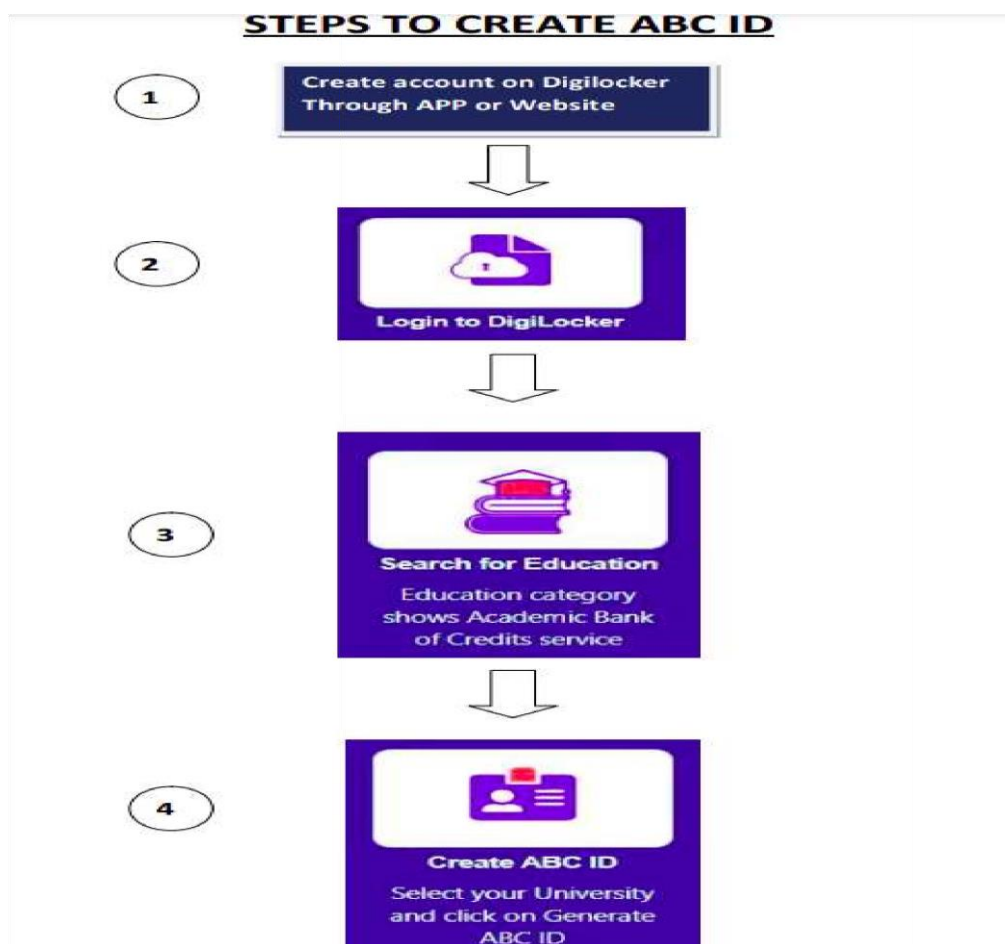 STEPS TO CREATE ABC ID
1
Create account on Digilocker
Through APP or Website
2
Login to DigiLocker
3
Search for Education
Education category
shows Academic Bank
of Credits service
4
Create ABC ID
Select your University
and click on Generate
ABC ID